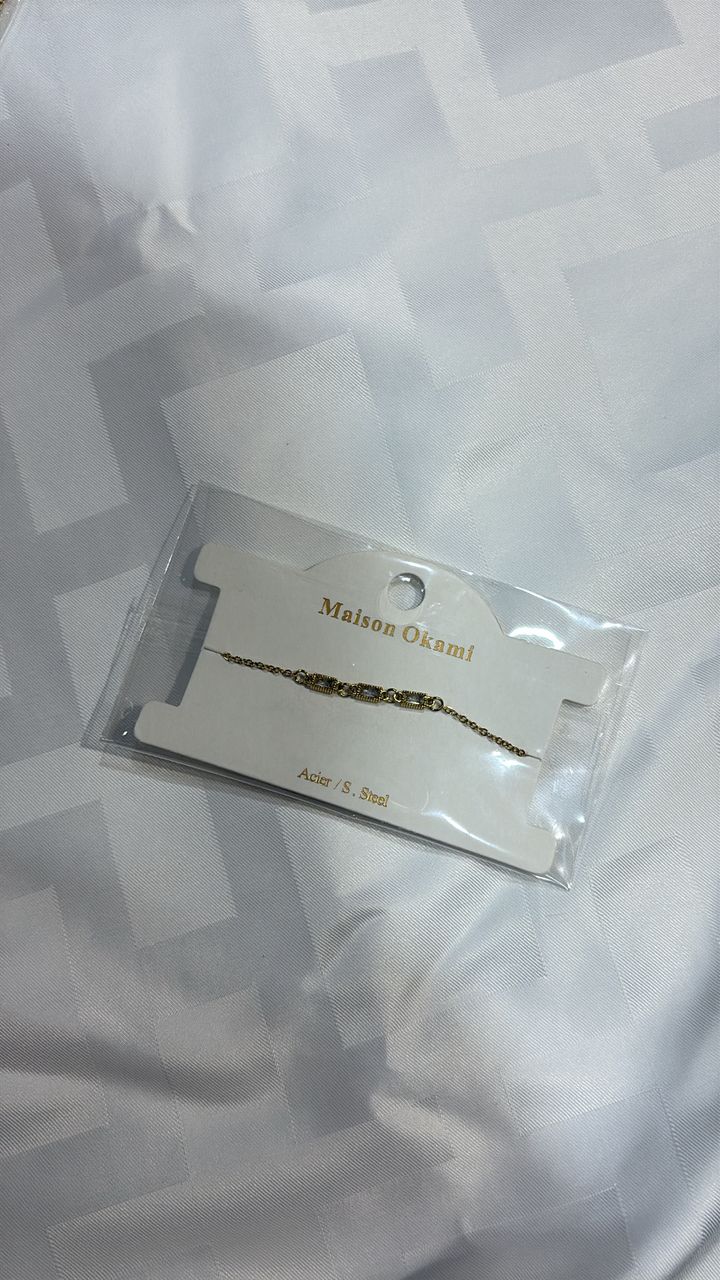 Maison Okami
Acier / S. Steel